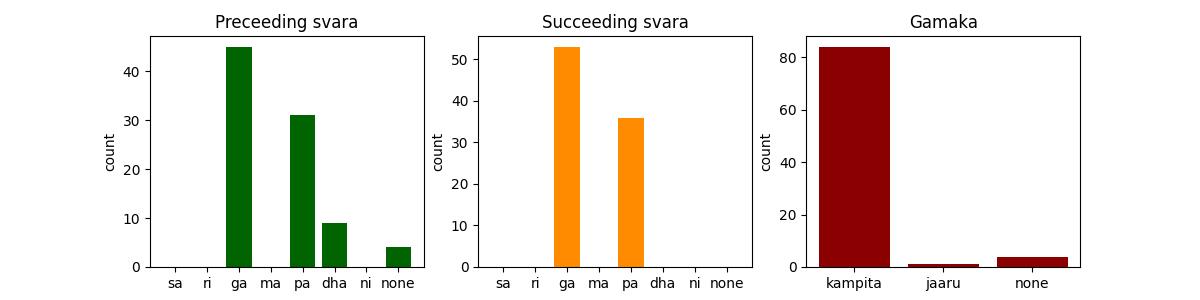 Preceeding svara
count
40
30
20
10
0
sa ri ga ma pa dha ni none
Succeeding svara
count
50
40
30
20
10
0
sa ri ga ma pa dha ni none
Gamaka
count
80
60
40
20
0
kampita jaaru none